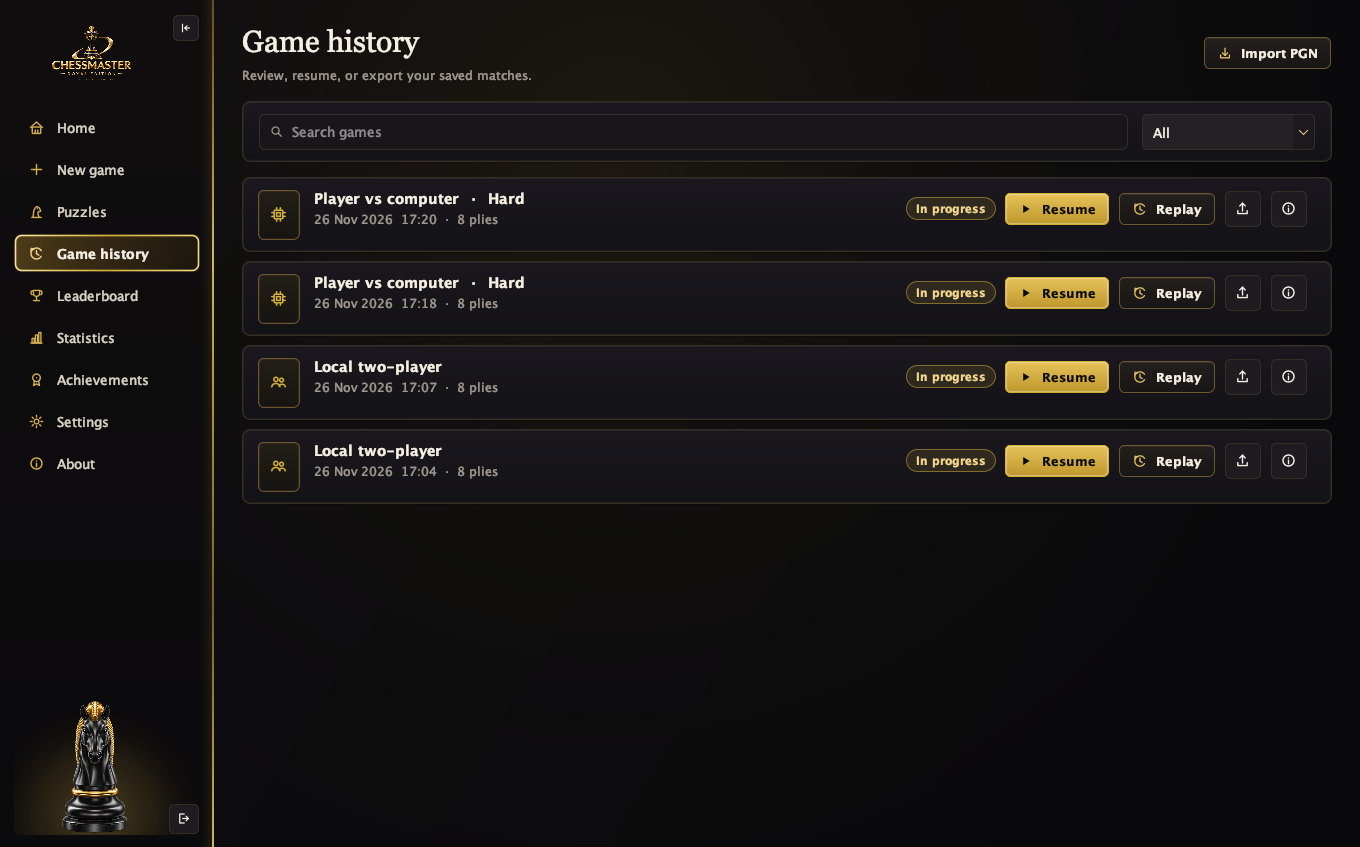 CHESSMASTER
ROYAL EDITION
Home
New game
Puzzles
Game history
Leaderboard
Statistics
Achievements
Settings
About
Game history
Review, resume, or export your saved matches.
Import PGN
Search games
All
Player vs computer · Hard
26 Nov 2026 17:20 · 8 plies
In progress
Resume
Replay
Player vs computer · Hard
26 Nov 2026 17:18 · 8 plies
In progress
Resume
Replay
Local two-player
26 Nov 2026 17:07 · 8 plies
In progress
Resume
Replay
Local two-player
26 Nov 2026 17:04 · 8 plies
In progress
Resume
Replay